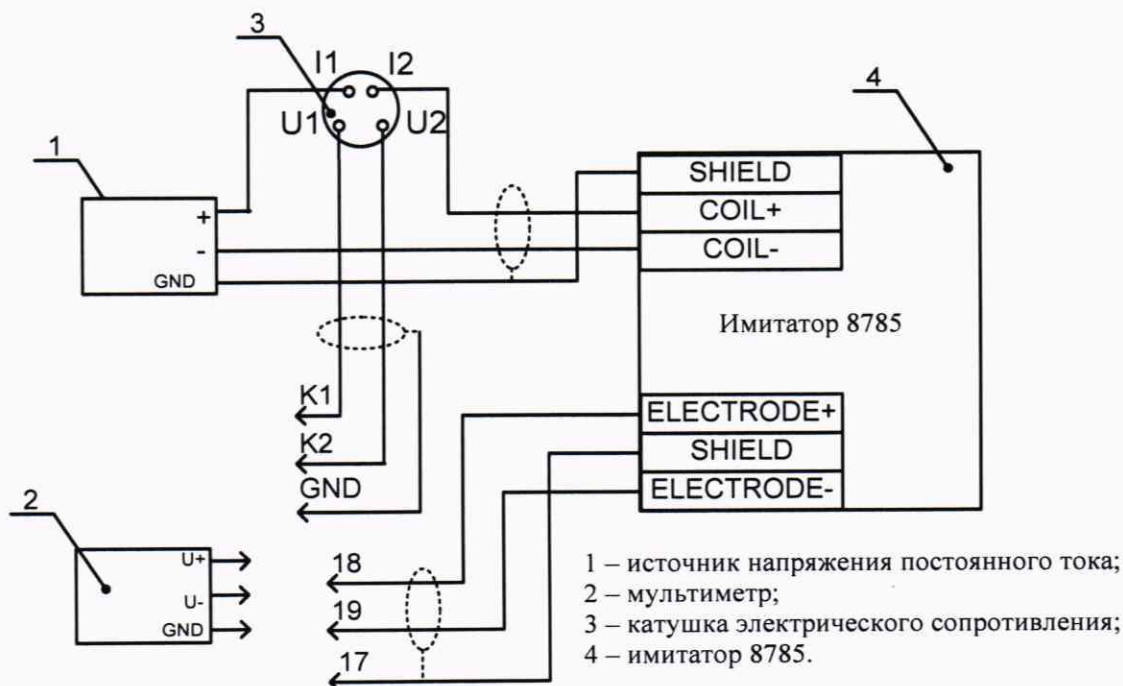 3
I1
I2
4
U1
U2
1
SHIELD
COIL+
COIL-
+
-
GND
Имитатор 8785
K1
K2
GND
ELECTRODE+
SHIELD
ELECTRODE-
2
U+
U-
GND
18
19
17
1 – источник напряжения постоянного тока;
2 – мультиметр;
3 – катушка электрического сопротивления;
4 – имитатор 8785.